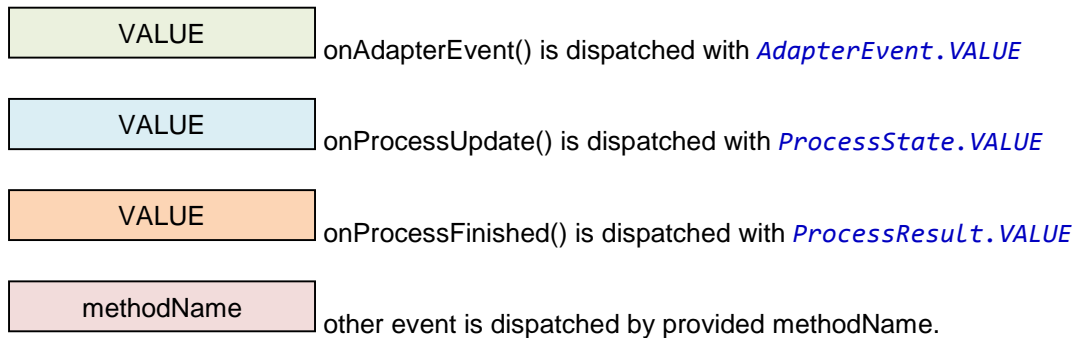 VALUE onAdapterEvent() is dispatched with AdapterEvent.VALUE
VALUE onProcessUpdate() is dispatched with ProcessState.VALUE
VALUE onProcessFinished() is dispatched with ProcessResult.VALUE
methodName other event is dispatched by provided methodName.